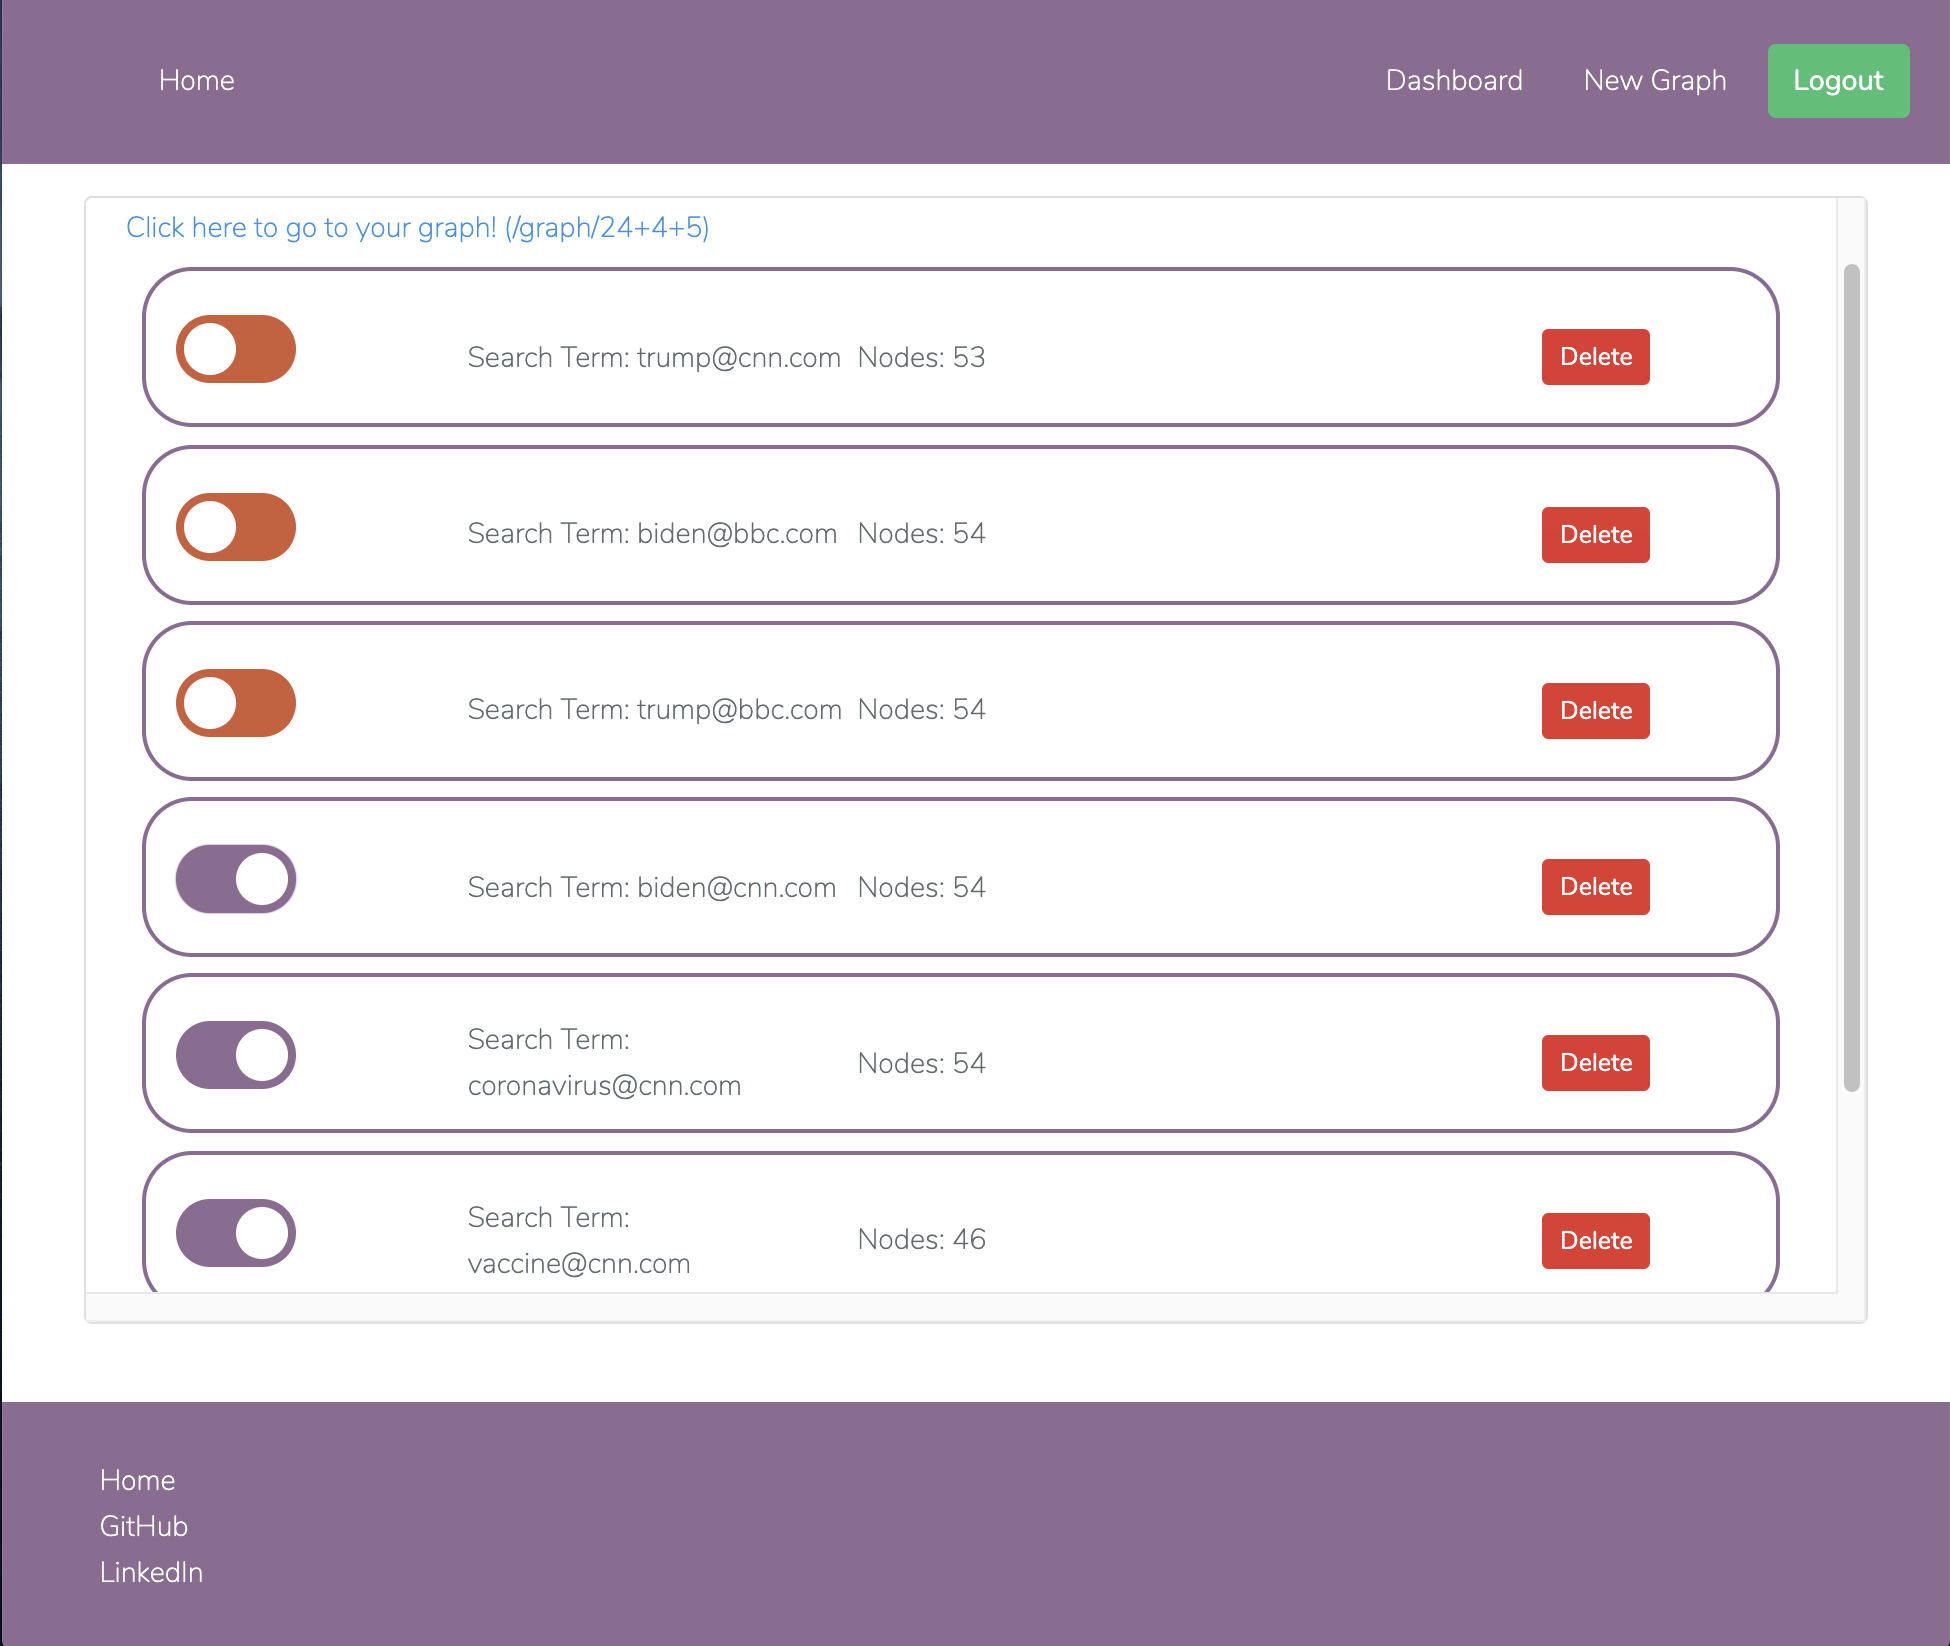 Home Dashboard New Graph Logout
Click here to go to your graph! (/graph/24+4+5)
Search Term: trump@cnn.com Nodes: 53 Delete
Search Term: biden@bbc.com Nodes: 54 Delete
Search Term: trump@bbc.com Nodes: 54 Delete
Search Term: biden@cnn.com Nodes: 54 Delete
Search Term:
coronavirus@cnn.com
Nodes: 54
Delete
Search Term:
vaccine@cnn.com
Nodes: 46
Delete
Home
GitHub
LinkedIn